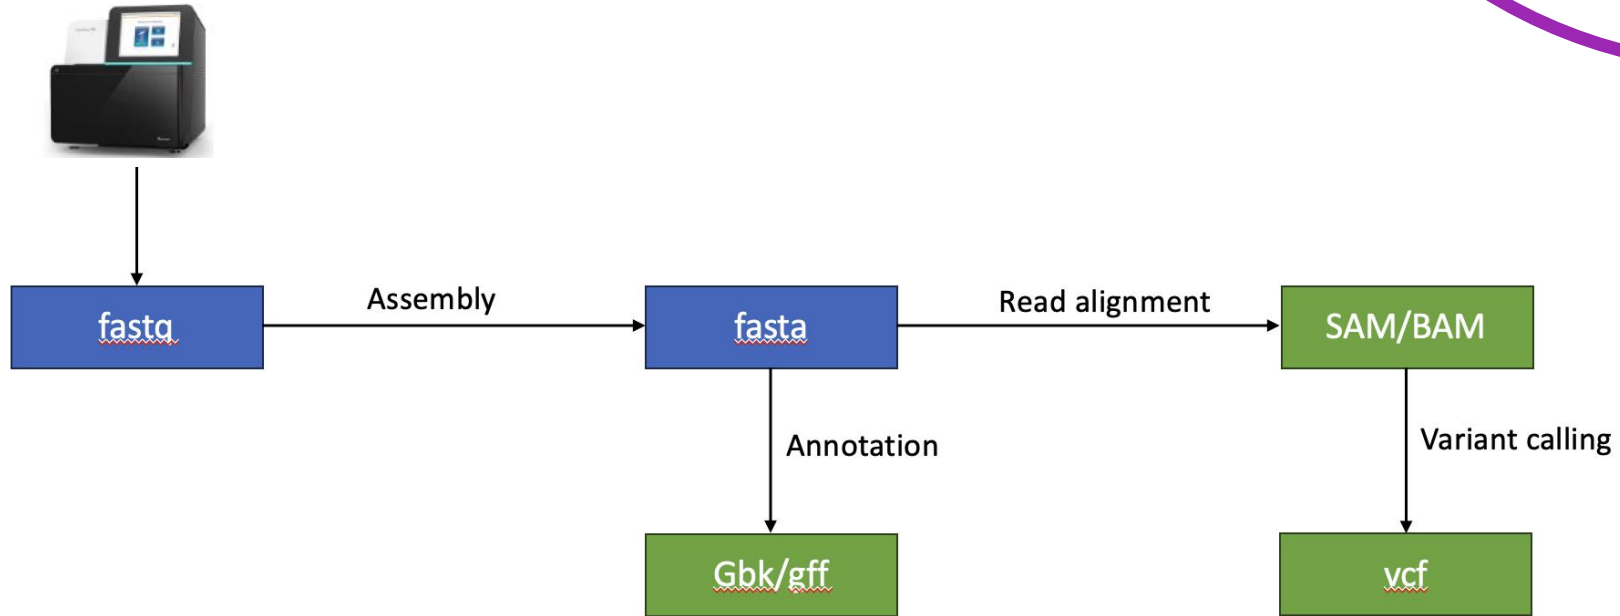 fastq
Assembly
fasta
Read alignment
SAM/BAM
Annotation
Variant calling
Gbk/gff
vcf